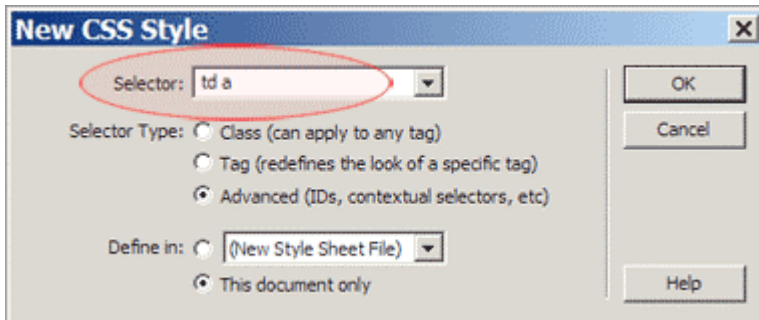 New CSS Style
Selector: td a
OK
Selector Type: Class (can apply to any tag)
Cancel
Tag (redefines the look of a specific tag)
Advanced (IDs, contextual selectors, etc)
Define in: (New Style Sheet File)
This document only
Help